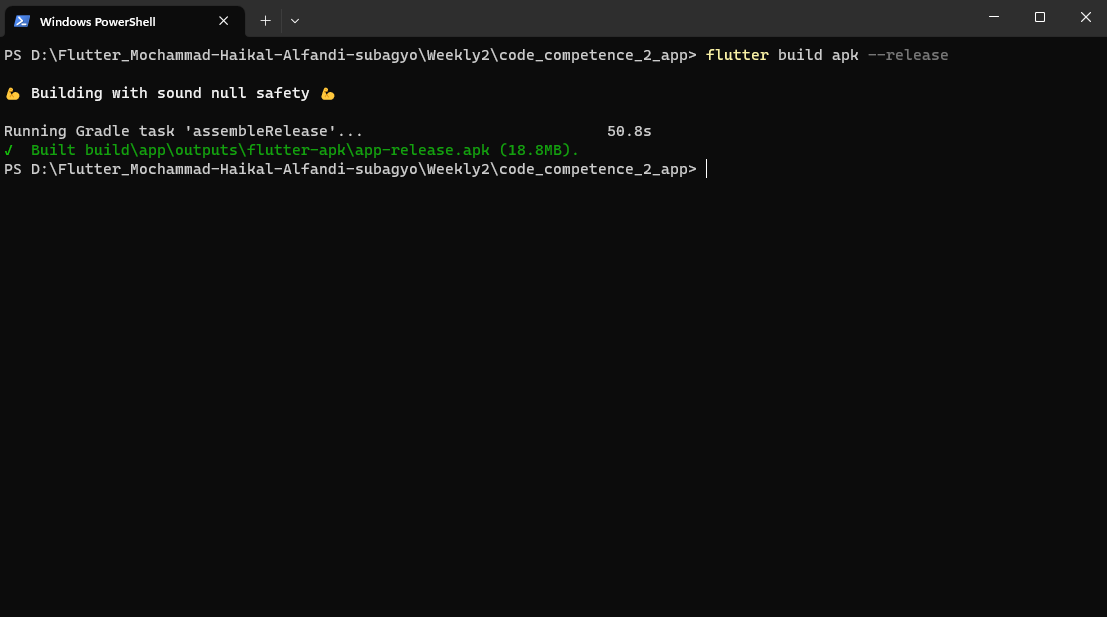 Windows PowerShell
PS D:\Flutter_Mochammad-Haikal-Alfandi-subagyo\Weekly2\code_competence_2_app> flutter build apk --release
💪 Building with sound null safety 💪
Running Gradle task 'assembleRelease'... 50.8s
√ Built build\app\outputs\flutter-apk\app-release.apk (18.8MB).
PS D:\Flutter_Mochammad-Haikal-Alfandi-subagyo\Weekly2\code_competence_2_app>